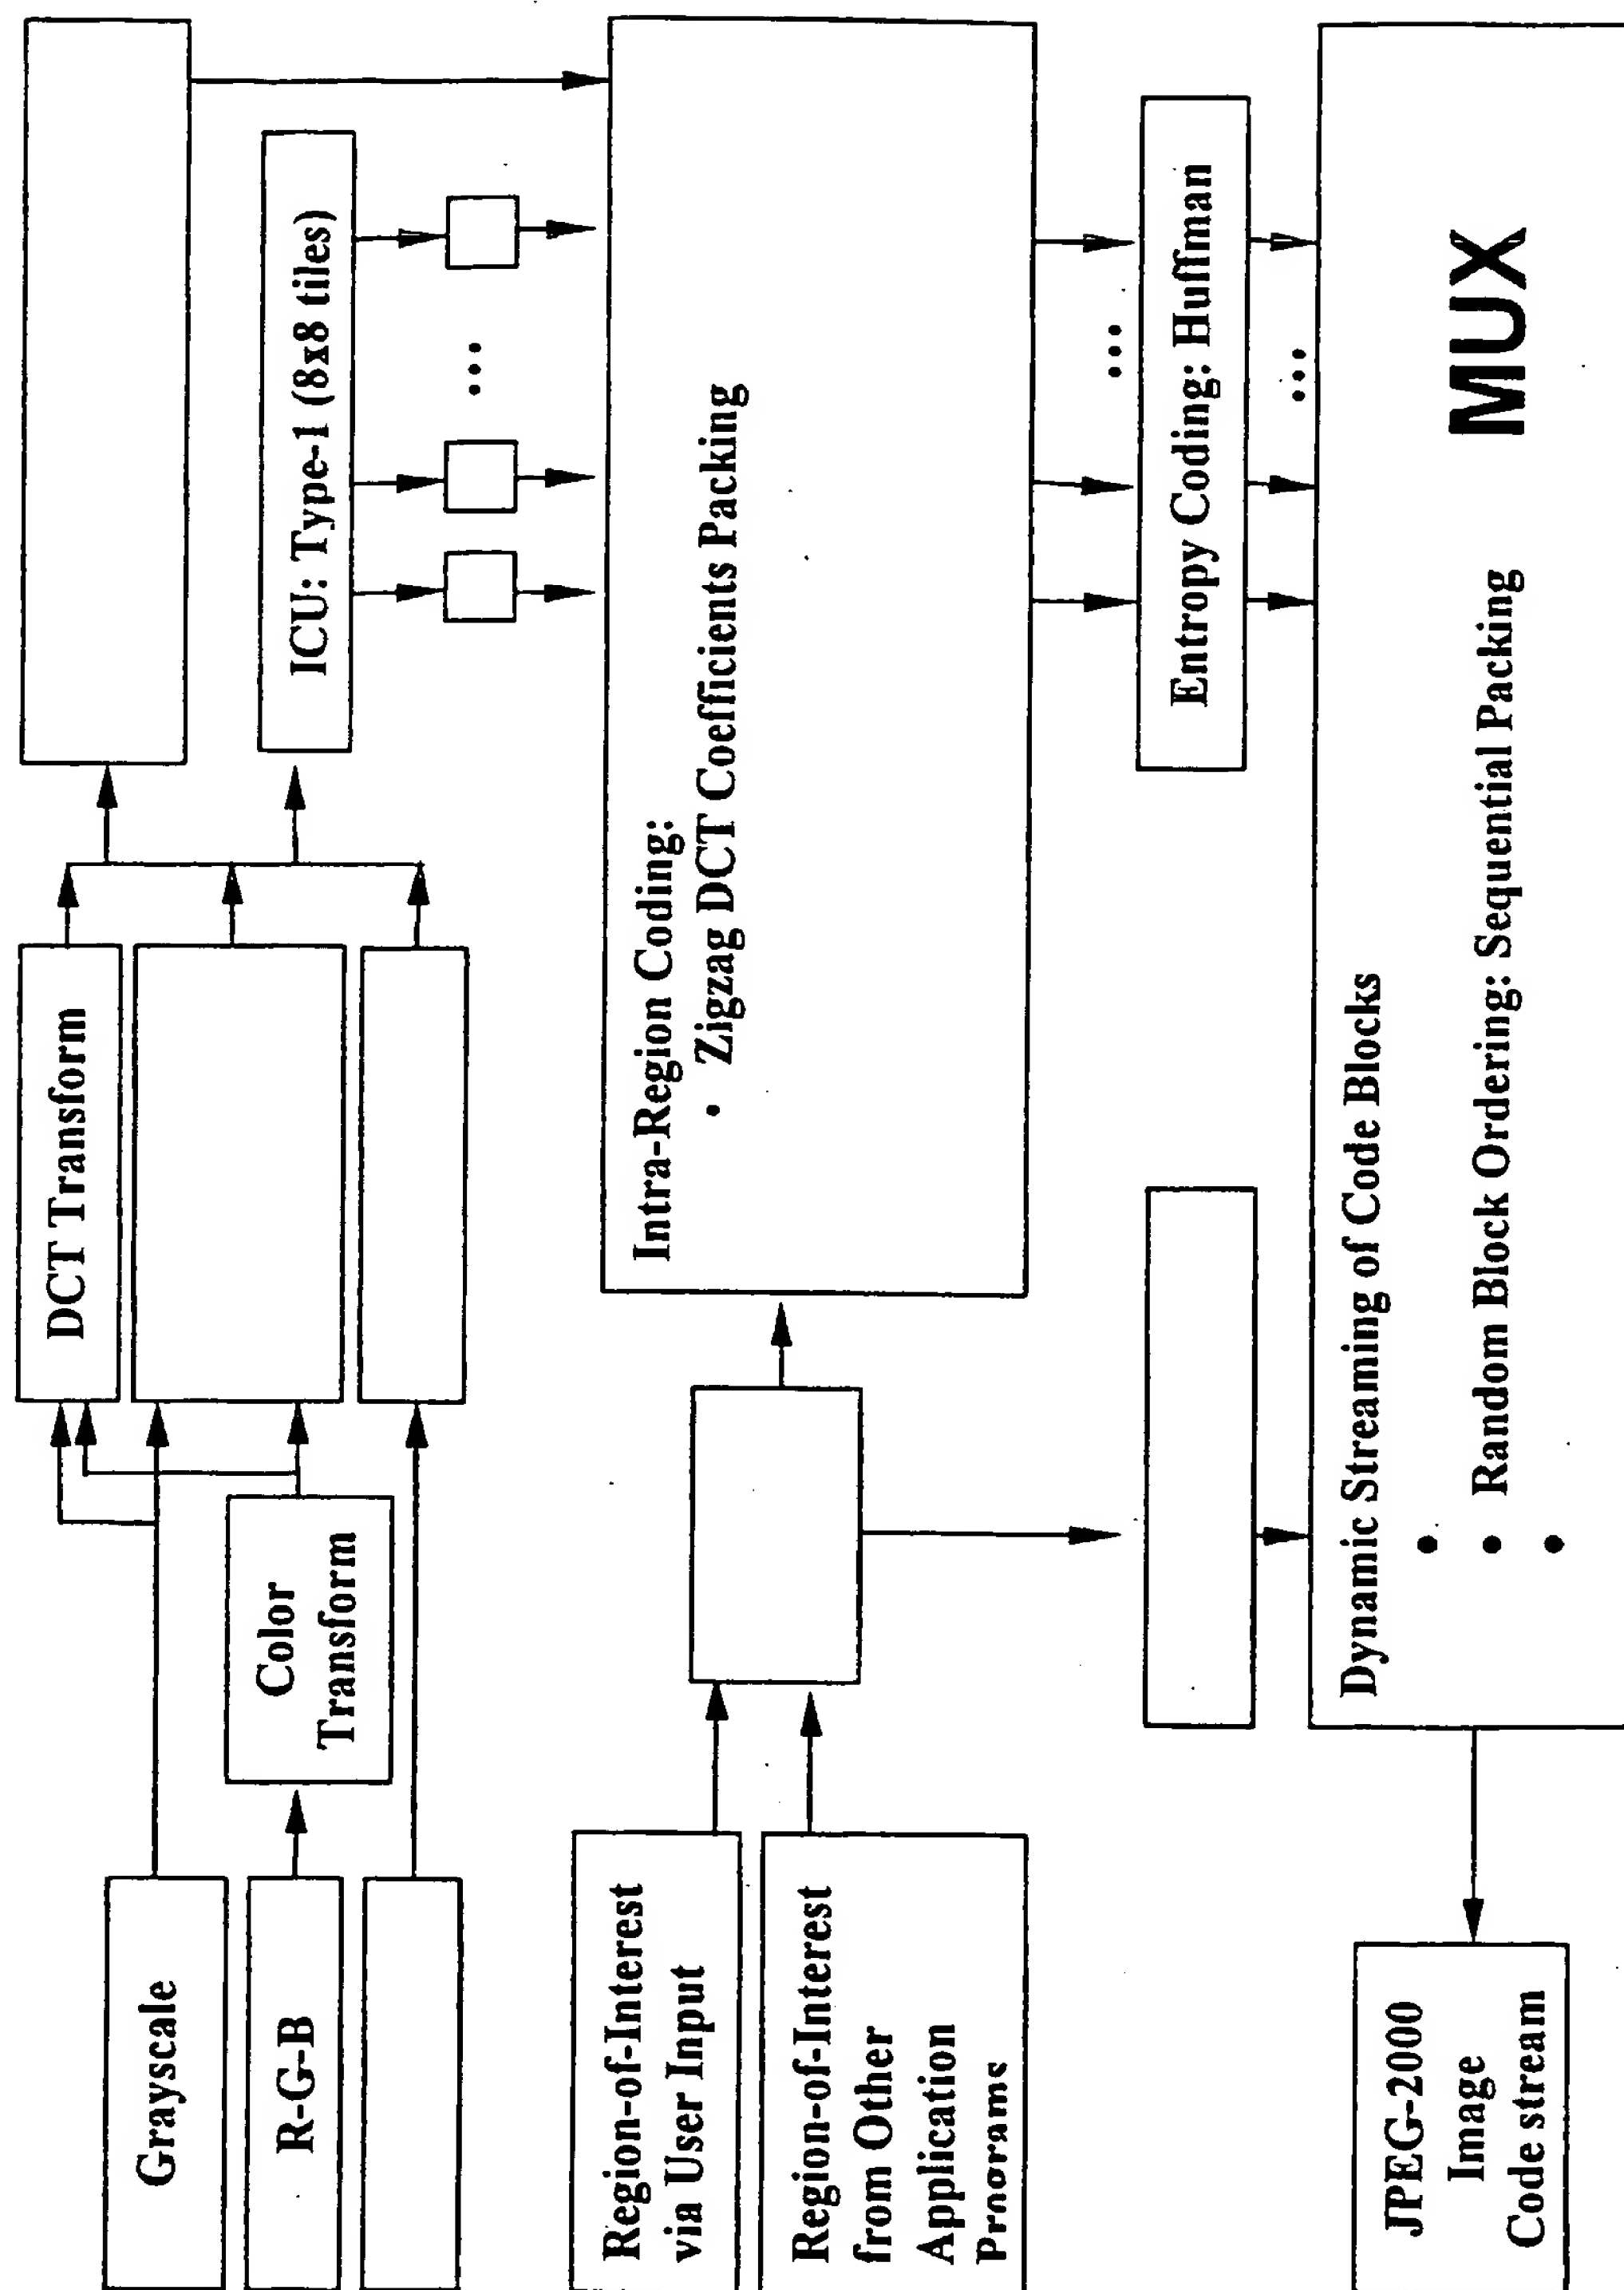 Grayscale
R-G-B
Color
Transform
DCT Transform
ICU: Type-1 (8x8 tiles)
...
Region-of-Interest
via User Input
Region-of-Interest
from Other
Application
Programs
Intra-Region Coding:
• Zigzag DCT Coefficients Packing
...
Entropy Coding: Huffman
...
Dynamic Streaming of Code Blocks
•
• Random Block Ordering: Sequential Packing
•
MUX
JPEG-2000
Image
Code stream